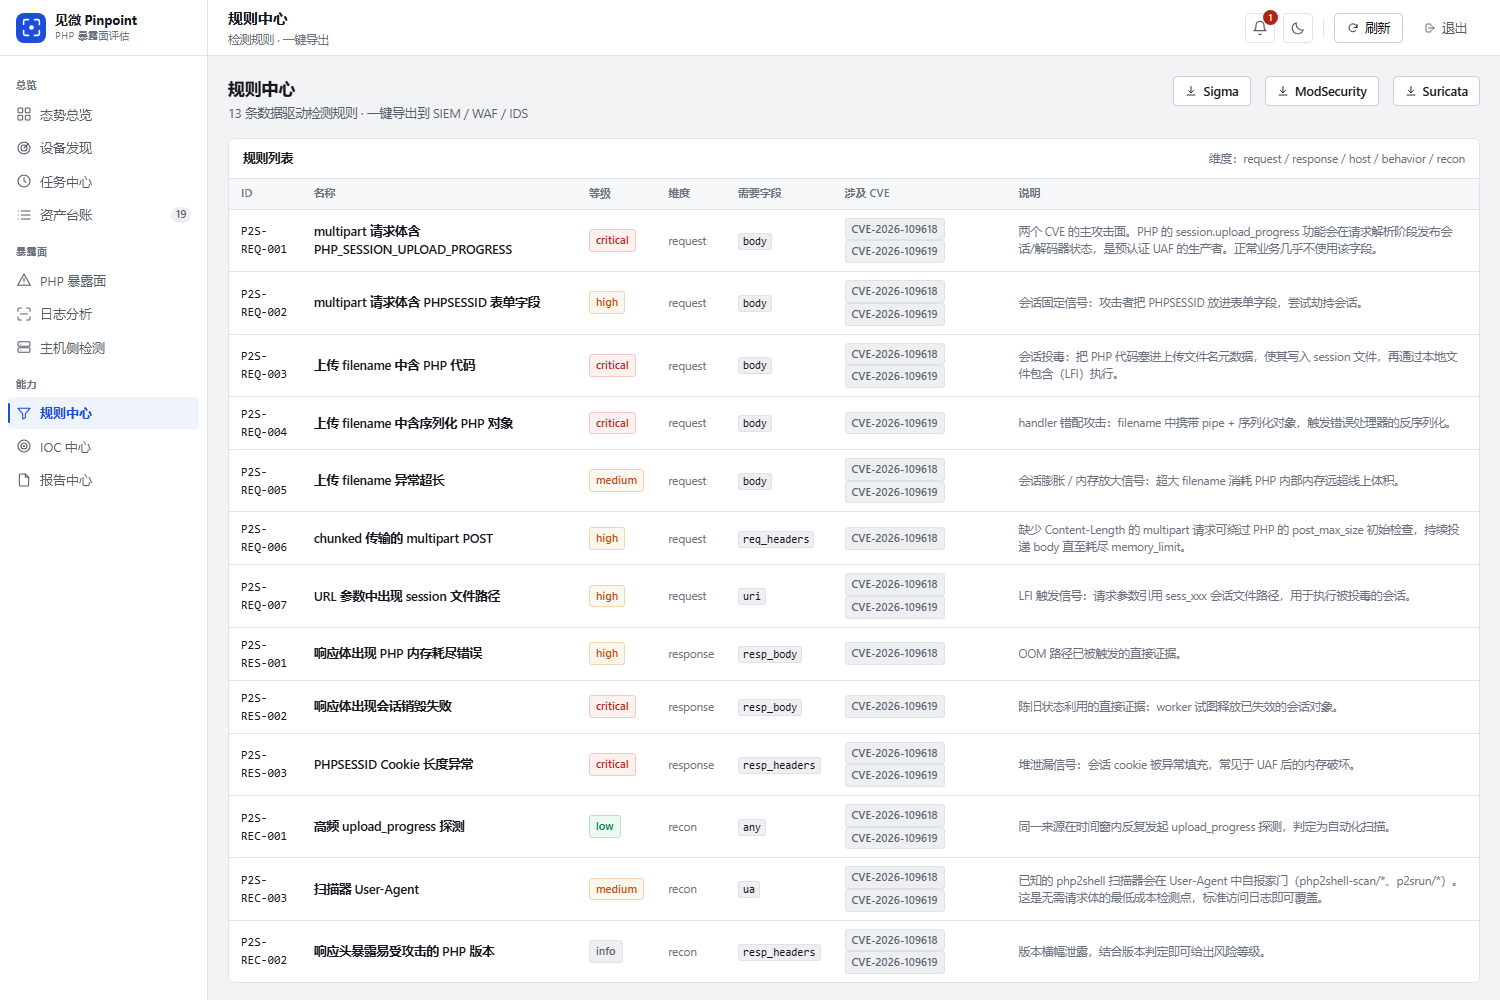 见微 Pinpoint
PHP 暴露面评估
规则中心
检测规则 · 一键导出
1
刷新
退出
总览
态势总览
设备发现
任务中心
资产台账
19
暴露面
PHP 暴露面
日志分析
主机侧检测
能力
规则中心
IOC 中心
报告中心
规则中心
13 条数据驱动检测规则 · 一键导出到 SIEM / WAF / IDS
Sigma
ModSecurity
Suricata
规则列表
维度：request / response / host / behavior / recon
ID 名称 等级 维度 需要字段 涉及 CVE 说明
P2S-
REQ-001
multipart 请求体含
PHP_SESSION_UPLOAD_PROGRESS
critical
request
body
CVE-2026-109618
CVE-2026-109619
两个 CVE 的主攻击面。PHP 的 session.upload_progress 功能会在请求解析阶段发布会
话/解码器状态，是预认证 UAF 的生产者。正常业务几乎不使用该字段。
P2S-
REQ-002
multipart 请求体含 PHPSESSID 表单字段
high
request
body
CVE-2026-109618
CVE-2026-109619
会话固定信号：攻击者把 PHPSESSID 放进表单字段，尝试劫持会话。
P2S-
REQ-003
上传 filename 中含 PHP 代码
critical
request
body
CVE-2026-109618
CVE-2026-109619
会话投毒：把 PHP 代码塞进上传文件名元数据，使其写入 session 文件，再通过本地文
件包含（LFI）执行。
P2S-
REQ-004
上传 filename 中含序列化 PHP 对象
critical
request
body
CVE-2026-109619
handler 错配攻击：filename 中携带 pipe + 序列化对象，触发错误处理器的反序列化。
P2S-
REQ-005
上传 filename 异常超长
medium
request
body
CVE-2026-109618
CVE-2026-109619
会话膨胀 / 内存放大信号：超大 filename 消耗 PHP 内部内存远超线上体积。
P2S-
REQ-006
chunked 传输的 multipart POST
high
request
req_headers
CVE-2026-109618
缺少 Content-Length 的 multipart 请求可绕过 PHP 的 post_max_size 初始检查，持续投
递 body 直至耗尽 memory_limit。
P2S-
REQ-007
URL 参数中出现 session 文件路径
high
request
uri
CVE-2026-109618
CVE-2026-109619
LFI 触发信号：请求参数引用 sess_xxx 会话文件路径，用于执行被投毒的会话。
P2S-
RES-001
响应体出现 PHP 内存耗尽错误
high
response
resp_body
CVE-2026-109618
OOM 路径已被触发的直接证据。
P2S-
RES-002
响应体出现会话销毁失败
critical
response
resp_body
CVE-2026-109619
陈旧状态利用的直接证据：worker 试图释放已失效的会话对象。
P2S-
RES-003
PHPSESSID Cookie 长度异常
critical
response
resp_headers
CVE-2026-109618
CVE-2026-109619
堆泄漏信号：会话 cookie 被异常填充，常见于 UAF 后的内存破坏。
P2S-
REC-001
高频 upload_progress 探测
low
recon
any
CVE-2026-109618
CVE-2026-109619
同一来源在时间窗内反复发起 upload_progress 探测，判定为自动化扫描。
P2S-
REC-003
扫描器 User-Agent
medium
recon
ua
CVE-2026-109618
CVE-2026-109619
已知的 php2shell 扫描器会在 User-Agent 中自报家门（php2shell-scan/*、p2srun/*）。
这是无需请求体的最低成本检测点，标准访问日志即可覆盖。
P2S-
REC-002
响应头暴露易受攻击的 PHP 版本
info
recon
resp_headers
CVE-2026-109618
CVE-2026-109619
版本横幅泄露，结合版本判定即可给出风险等级。